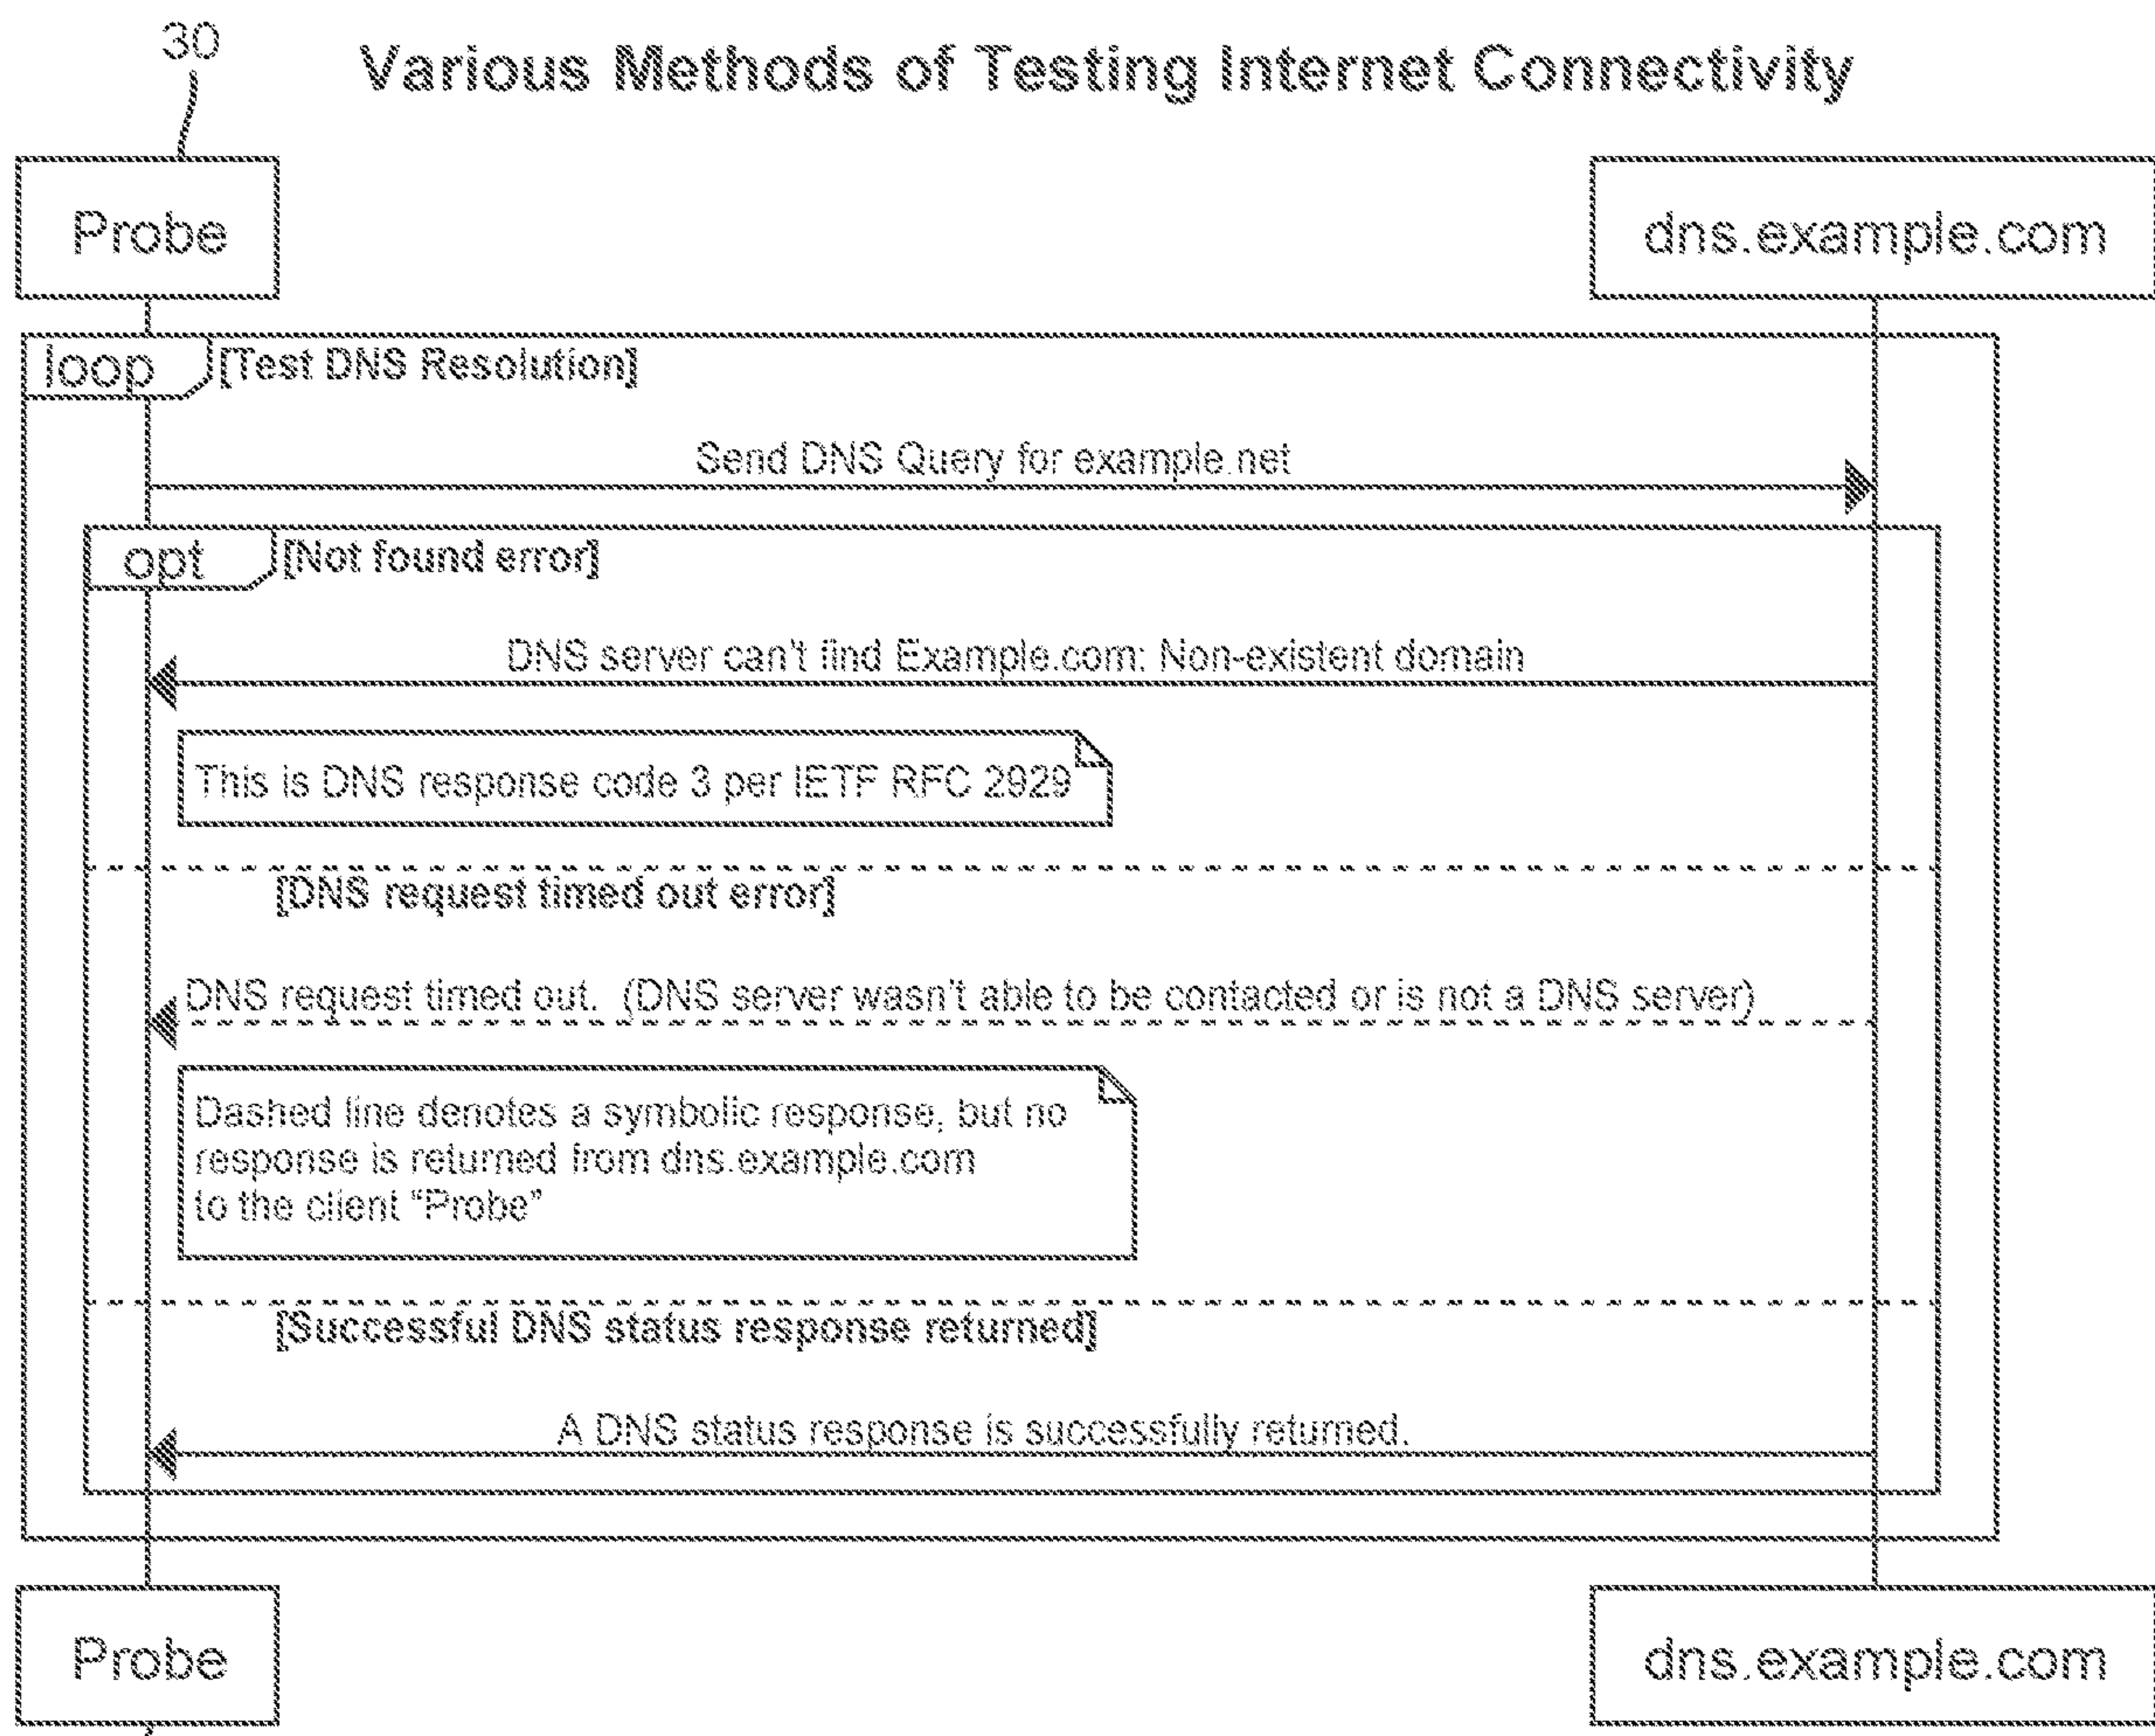 30
Various Methods of Testing Internet Connectivity
Probe
dns.example.com
loop [Test DNS Resolution]
Send DNS Query for example.net
opt [Not found error]
DNS server can't find Example.com: Non-existent domain
This is DNS response code 3 per IETF RFC 2929
[DNS request timed out error]
DNS request timed out. (DNS server wasn't able to be contacted or is not a DNS server)
Dashed line denotes a symbolic response, but no
response is returned from dns.example.com
to the client “Probe”
[Successful DNS status response returned]
A DNS status response is successfully returned.
Probe
dns.example.com